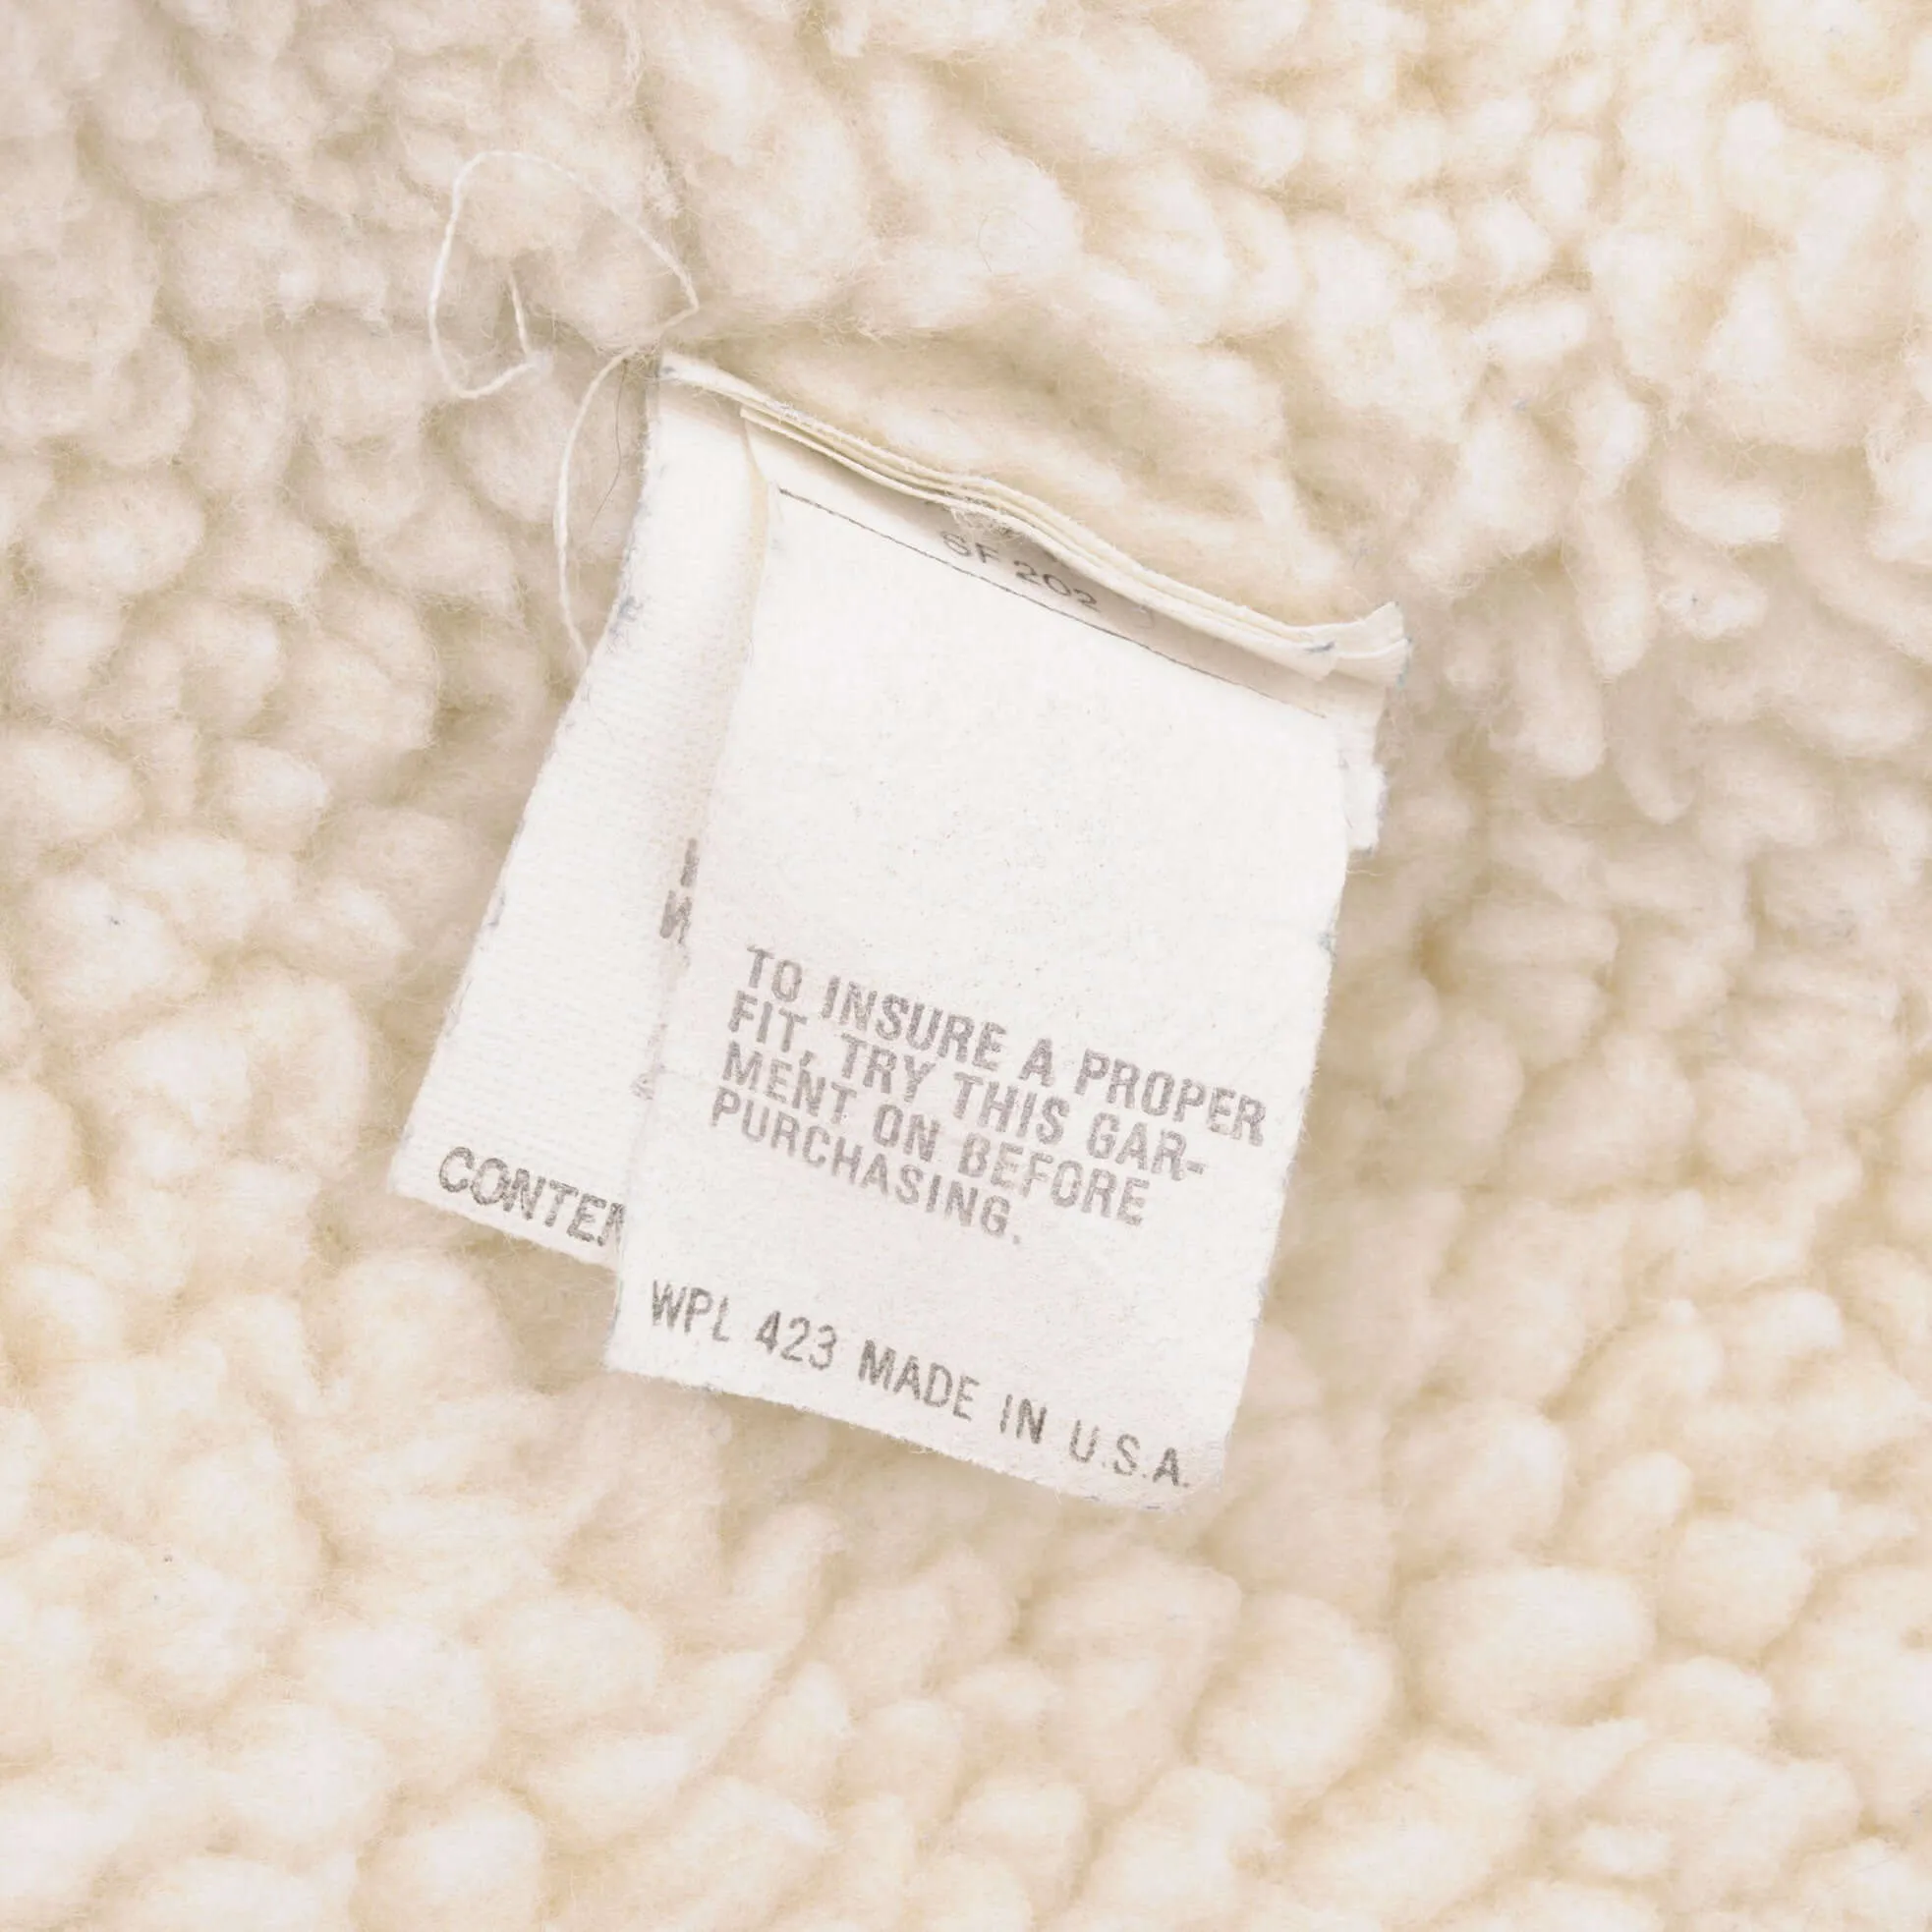 SF 202
TO INSURE A PROPER
FIT, TRY THIS GAR-
MENT ON BEFORE
PURCHASING.
WPL 423 MADE IN U.S.A.